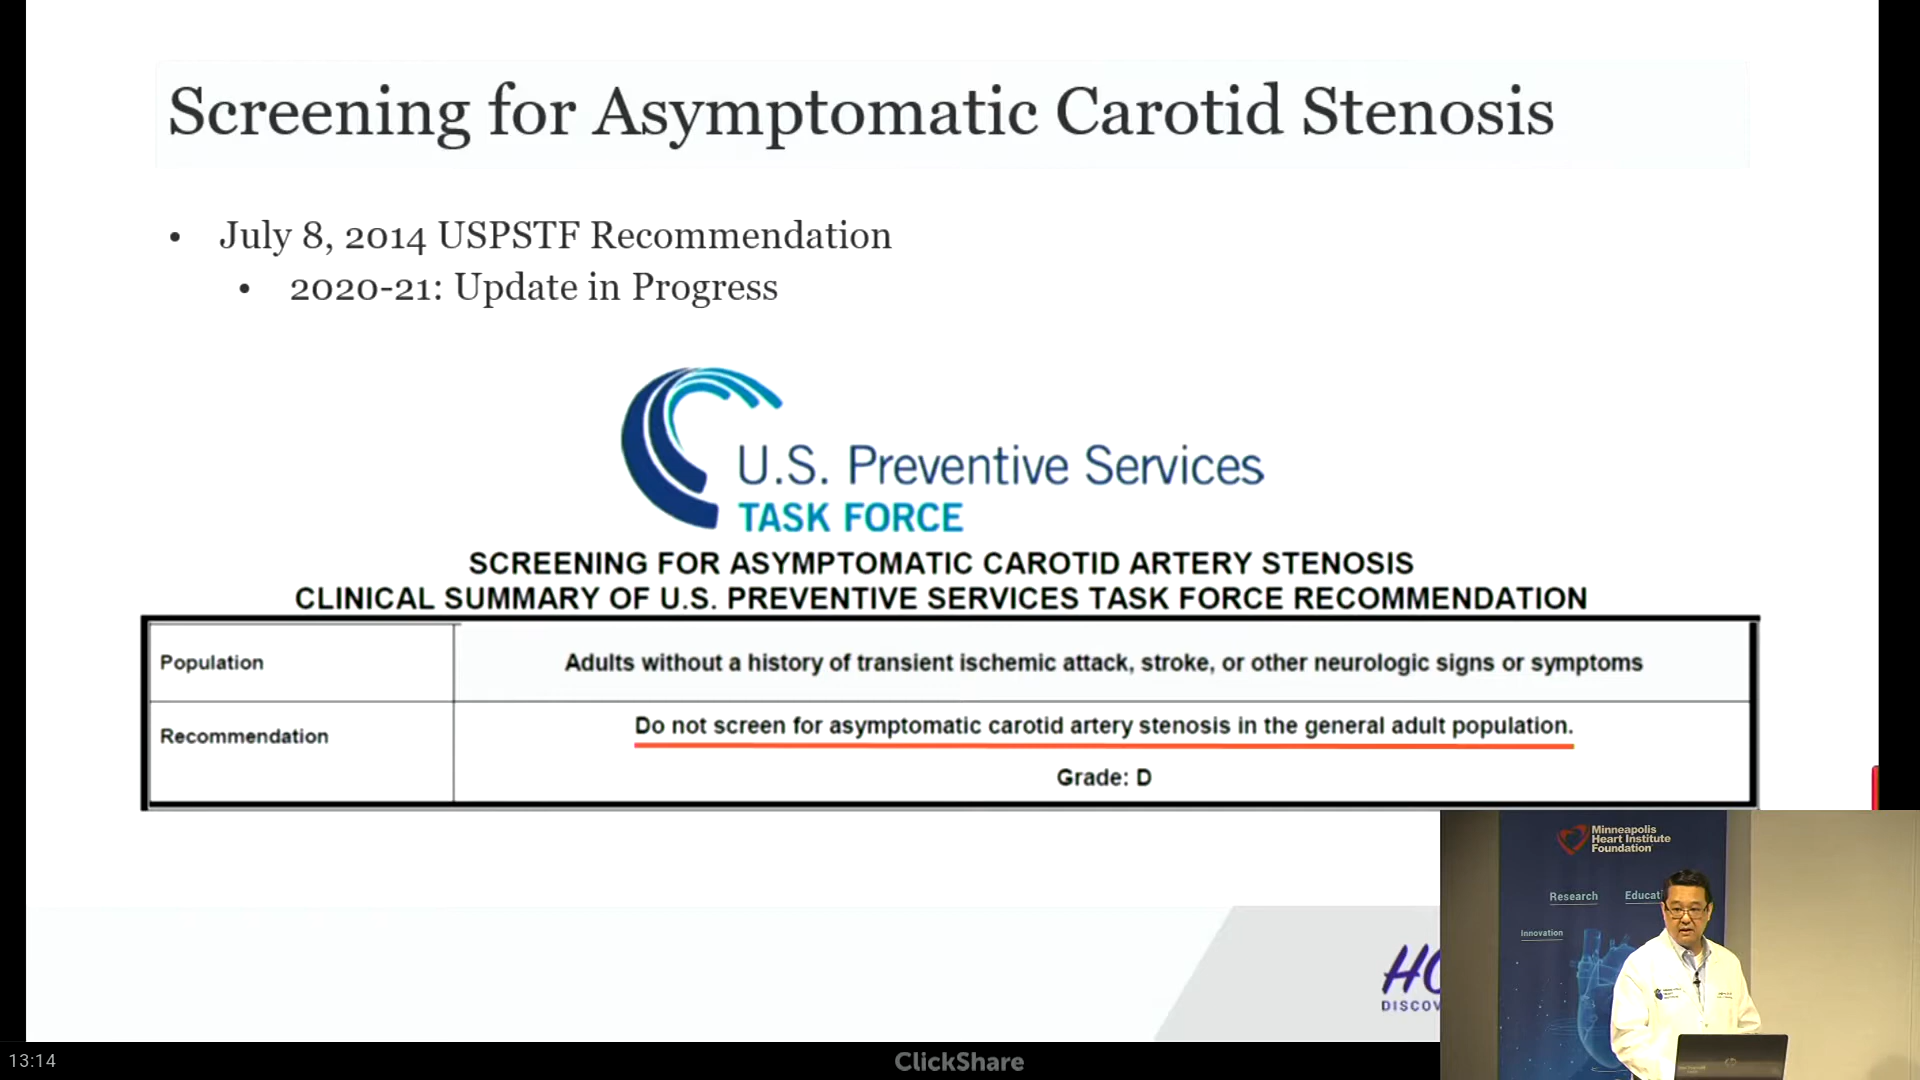 Screening for Asymptomatic Carotid Stenosis
• July 8, 2014 USPSTF Recommendation
• 2020-21: Update in Progress
U.S. Preventive Services
TASK FORCE
SCREENING FOR ASYMPTOMATIC CAROTID ARTERY STENOSIS
CLINICAL SUMMARY OF U.S. PREVENTIVE SERVICES TASK FORCE RECOMMENDATION
Population
Adults without a history of transient ischemic attack, stroke, or other neurologic signs or symptoms
Recommendation
Do not screen for asymptomatic carotid artery stenosis in the general adult population.
Grade: D
Minneapolis
Heart Institute
Foundation
Research Educati
Innovation
HO
DISCOV
13:14
ClickShare